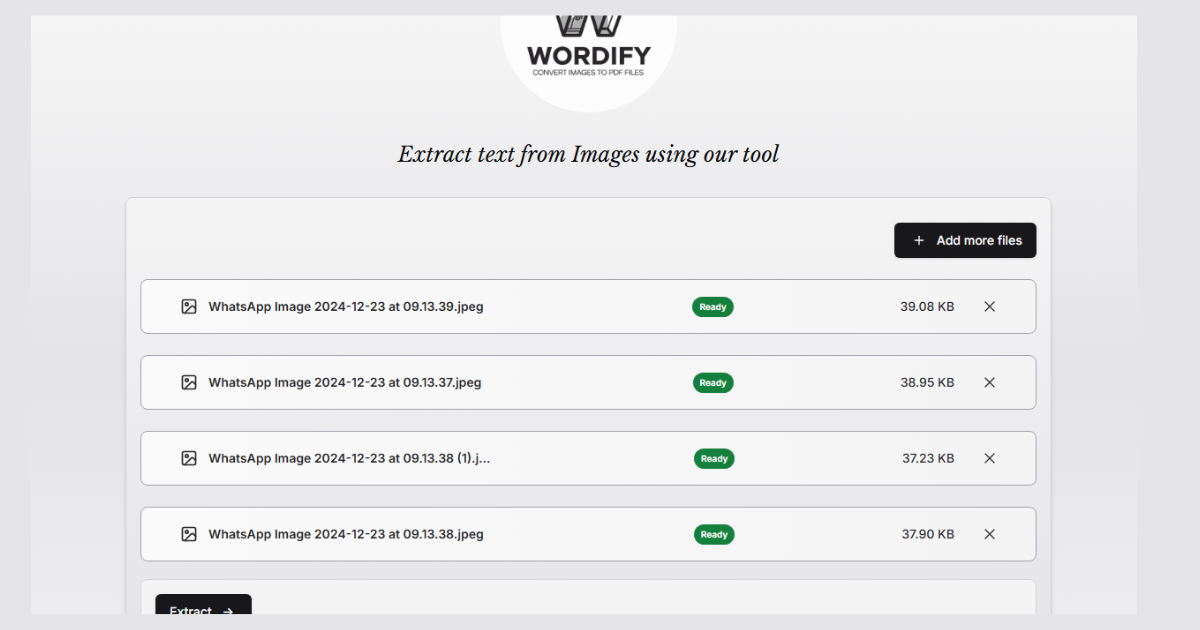 WORDIFY
CONVERT IMAGES TO PDF FILES
Extract text from Images using our tool
+ Add more files
WhatsApp Image 2024-12-23 at 09.13.39.jpeg Ready 39.08 KB
WhatsApp Image 2024-12-23 at 09.13.37.jpeg Ready 38.95 KB
WhatsApp Image 2024-12-23 at 09.13.38 (1).j... Ready 37.23 KB
WhatsApp Image 2024-12-23 at 09.13.38.jpeg Ready 37.90 KB
Extract →